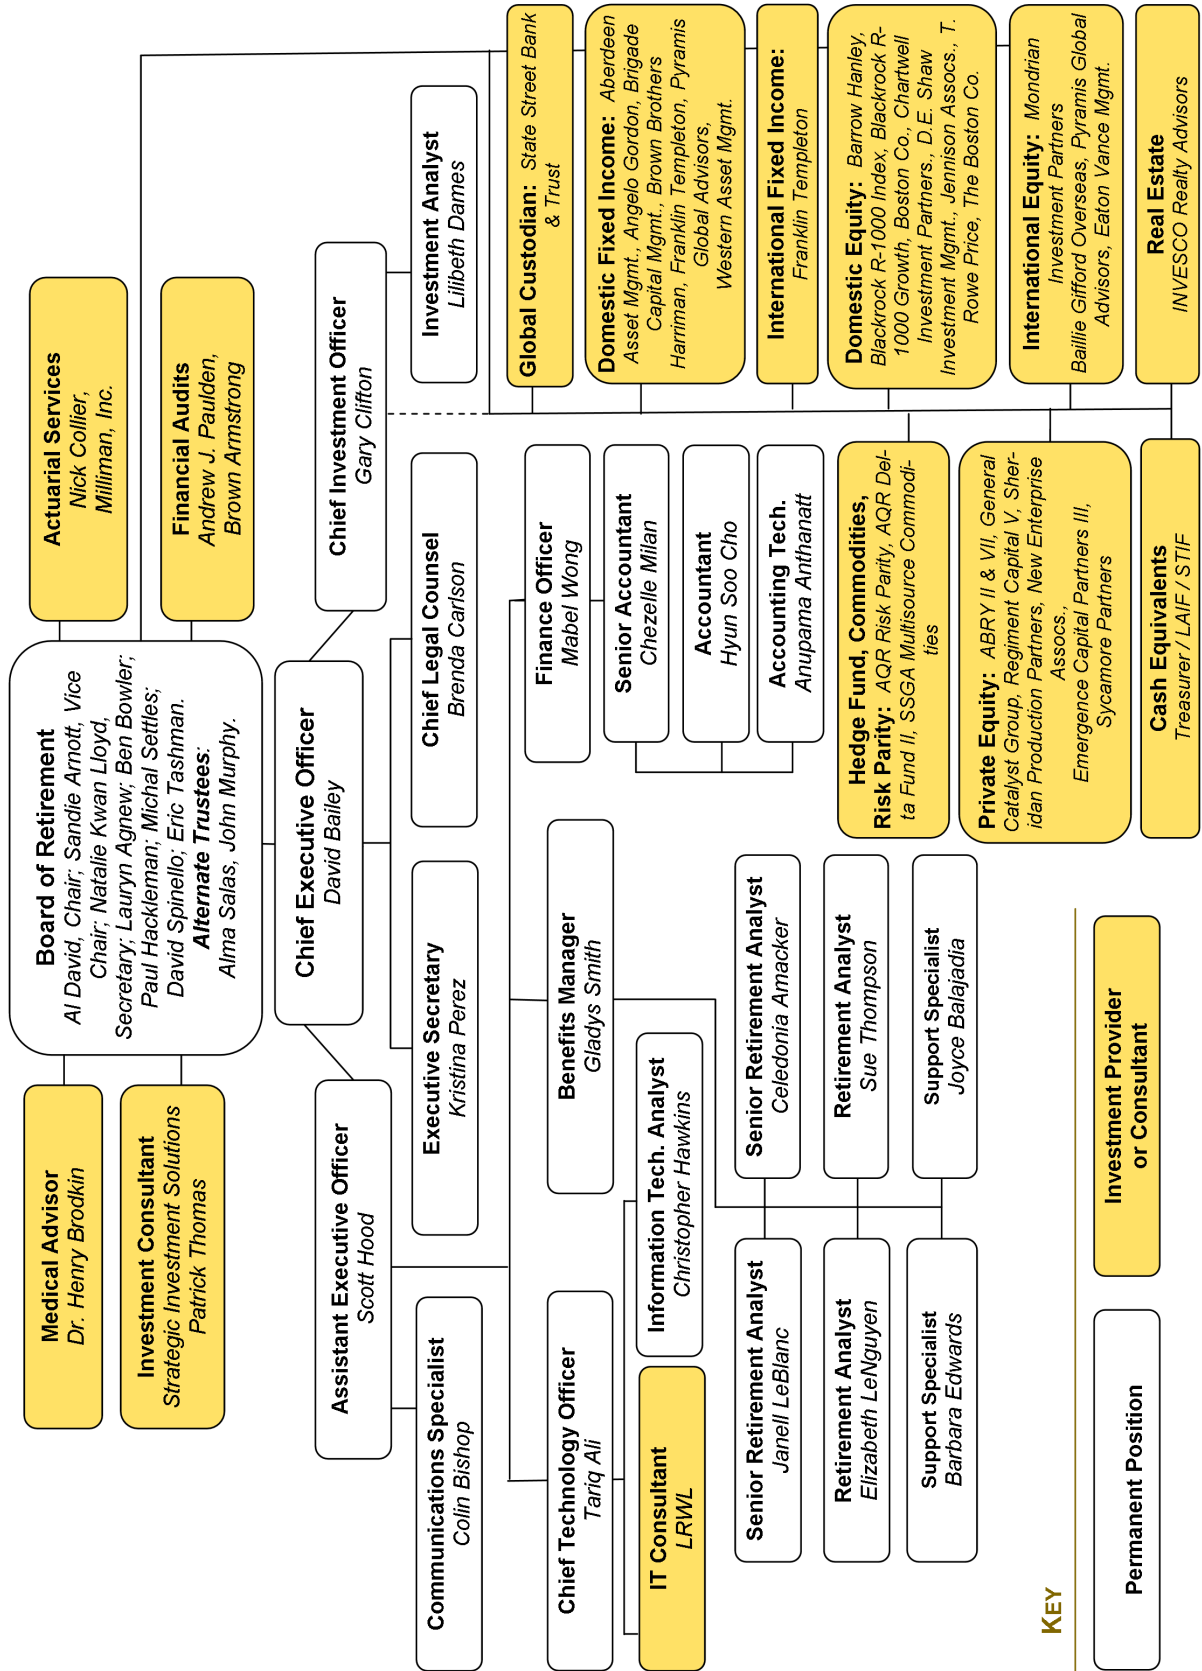 Medical Advisor
Dr. Henry Brodkin
Investment Consultant
Strategic Investment Solutions
Patrick Thomas
Board of Retirement
Al David, Chair; Sandie Arnott, Vice
Chair; Natalie Kwan Lloyd,
Secretary; Lauryn Agnew; Ben Bowler;
Paul Hackleman; Michal Settles;
David Spinello; Eric Tashman.
Alternate Trustees:
Alma Salas, John Murphy.
Actuarial Services
Nick Collier,
Milliman, Inc.
Financial Audits
Andrew J. Paulden,
Brown Armstrong
Assistant Executive Officer
Scott Hood
Chief Executive Officer
David Bailey
Chief Investment Officer
Gary Clifton
Communications Specialist
Colin Bishop
Executive Secretary
Kristina Perez
Chief Legal Counsel
Brenda Carlson
Investment Analyst
Lilibeth Dames
Chief Technology Officer
Tariq Ali
Benefits Manager
Gladys Smith
Finance Officer
Mabel Wong
IT Consultant
LRWL
Information Tech. Analyst
Christopher Hawkins
Senior Accountant
Chezelle Milan
Accountant
Hyun Soo Cho
Accounting Tech.
Anupama Anthanatt
Senior Retirement Analyst
Janell LeBlanc
Senior Retirement Analyst
Celedonia Amacker
Retirement Analyst
Elizabeth LeNguyen
Retirement Analyst
Sue Thompson
Support Specialist
Barbara Edwards
Support Specialist
Joyce Balajadia
Global Custodian: State Street Bank
& Trust
Domestic Fixed Income: Aberdeen
Asset Mgmt., Angelo Gordon, Brigade
Capital Mgmt., Brown Brothers
Harriman, Franklin Templeton, Pyramis
Global Advisors,
Western Asset Mgmt.
International Fixed Income:
Franklin Templeton
Domestic Equity: Barrow Hanley,
Blackrock R-1000 Index, Blackrock R-
1000 Growth, Boston Co., Chartwell
Investment Partners., D.E. Shaw
Investment Mgmt., Jennison Assocs., T.
Rowe Price, The Boston Co.
International Equity: Mondrian
Investment Partners
Baillie Gifford Overseas, Pyramis Global
Advisors, Eaton Vance Mgmt.
Real Estate
INVESCO Realty Advisors
Hedge Fund, Commodities,
Risk Parity: AQR Risk Parity, AQR Del-
ta Fund II, SSGA Multisource Commodi-
ties
Private Equity: ABRY II & VII, General
Catalyst Group, Regiment Capital V, Sher-
idan Production Partners, New Enterprise
Assocs.,
Emergence Capital Partners III,
Sycamore Partners
Cash Equivalents
Treasurer / LAIF / STIF
KEY
Permanent Position
Investment Provider
or Consultant